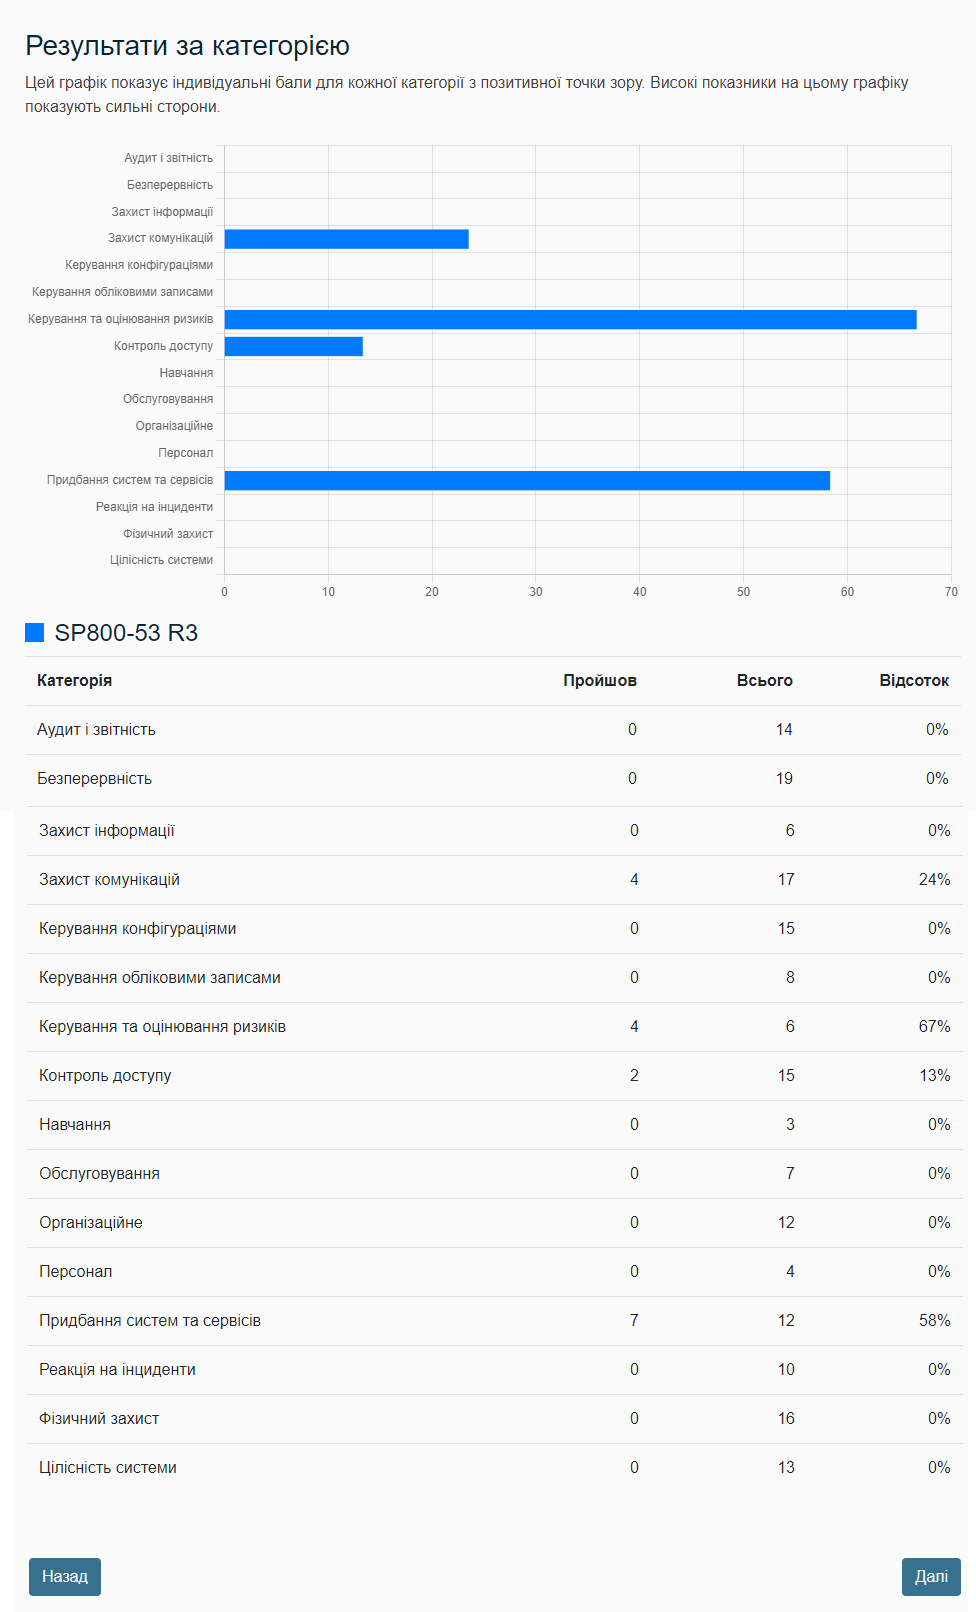 Результати за категорією
Цей графік показує індивідуальні бали для кожної категорії з позитивної точки зору. Високі показники на цьому графіку
показують сильні сторони.
Аудит і звітність
Безперервність
Захист інформації
Захист комунікацій
Керування конфігураціями
Керування обліковими записами
Керування та оцінювання ризиків
Контроль доступу
Навчання
Обслуговування
Організаційне
Персонал
Придбання систем та сервісів
Реакція на інциденти
Фізичний захист
Цілісність системи
0 10 20 30 40 50 60 70
SP800-53 R3
Категорія Пройшов Всього Відсоток
Аудит і звітність 0 14 0%
Безперервність 0 19 0%
Захист інформації 0 6 0%
Захист комунікацій 4 17 24%
Керування конфігураціями 0 15 0%
Керування обліковими записами 0 8 0%
Керування та оцінювання ризиків 4 6 67%
Контроль доступу 2 15 13%
Навчання 0 3 0%
Обслуговування 0 7 0%
Організаційне 0 12 0%
Персонал 0 4 0%
Придбання систем та сервісів 7 12 58%
Реакція на інциденти 0 10 0%
Фізичний захист 0 16 0%
Цілісність системи 0 13 0%
Назад Далі